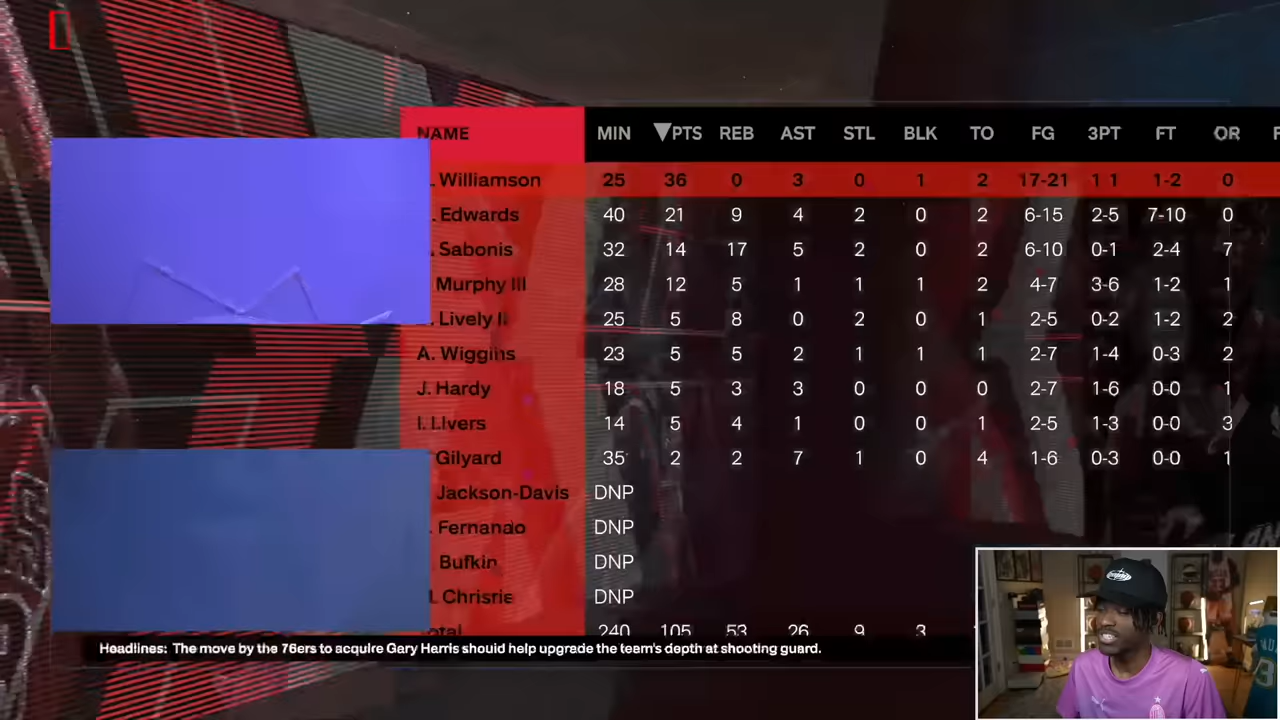 NAME MIN ▼PTS REB AST STL BLK TO FG 3PT FT OR
. Williamson 25 36 0 3 0 1 2 17-21 1 1 1-2 0
. Edwards 40 21 9 4 2 0 2 6-15 2-5 7-10 0
. Sabonis 32 14 17 5 2 0 2 6-10 0-1 2-4 7
Murphy III 28 12 5 1 1 1 2 4-7 3-6 1-2 1
. Lively II 25 5 8 0 2 0 1 2-5 0-2 1-2 2
A. Wiggins 23 5 5 2 1 1 1 2-7 1-4 0-3 2
J. Hardy 18 5 3 3 0 0 0 2-7 1-6 0-0 1
I. Livers 14 5 4 1 0 0 1 2-5 1-3 0-0 3
Gilyard 35 2 2 7 1 0 4 1-6 0-3 0-0 1
Jackson-Davis DNP
. Fernando DNP
Bufkin DNP
. Christie DNP
otal 240 105 53 26 9 3
Headlines: The move by the 76ers to acquire Gary Harris should help upgrade the team's depth at shooting guard.